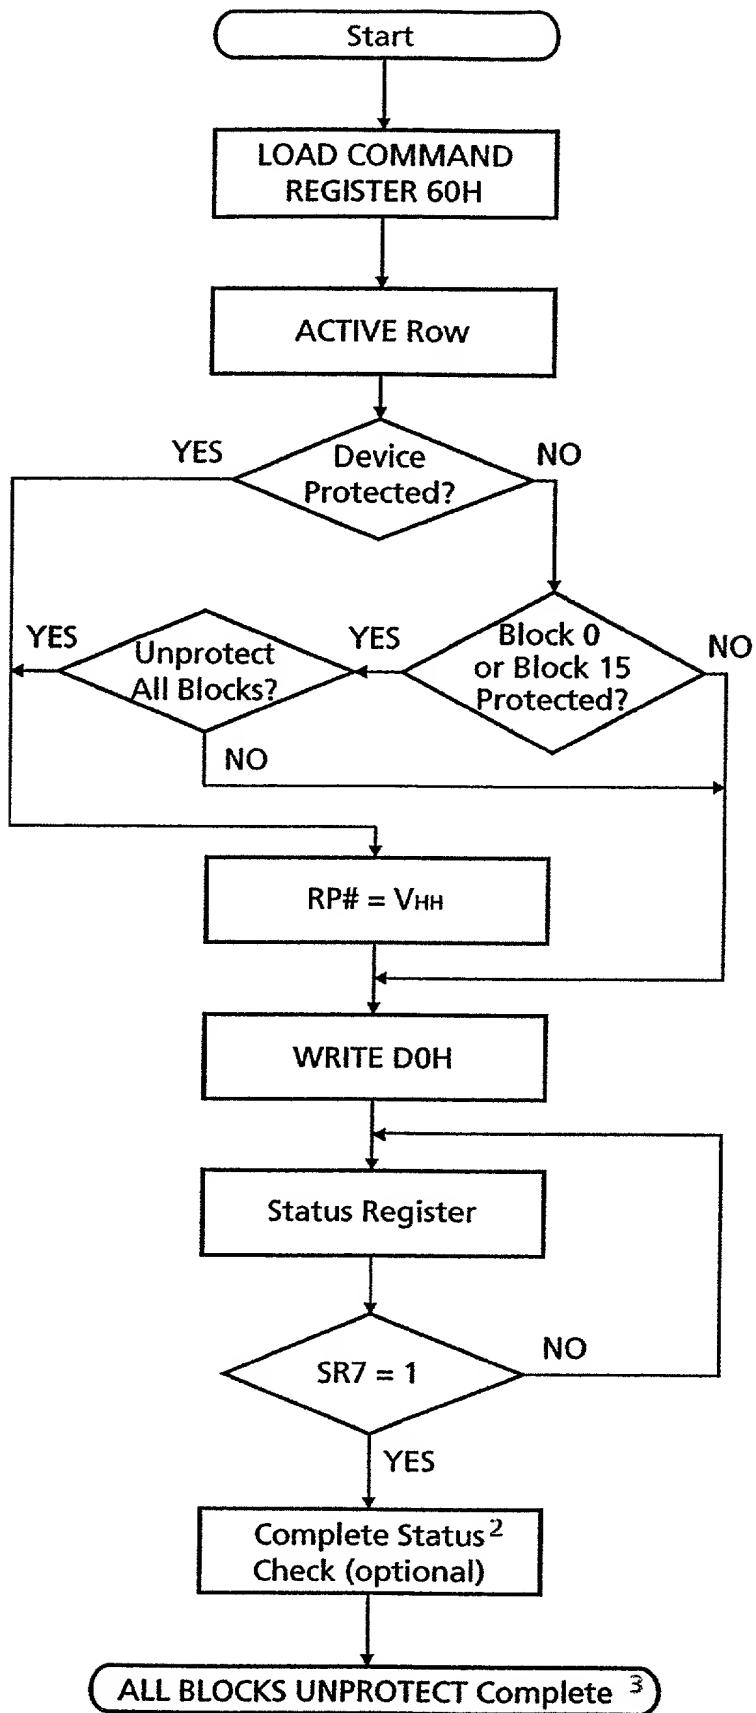 Start
LOAD COMMAND
REGISTER 60H
ACTIVE Row
YES
Device
Protected?
NO
YES
Unprotect
All Blocks?
YES
Block 0
or Block 15
Protected?
NO
NO
RP# = VHH
WRITE D0H
Status Register
SR7 = 1
NO
YES
Complete Status 2
Check (optional)
ALL BLOCKS UNPROTECT Complete 3